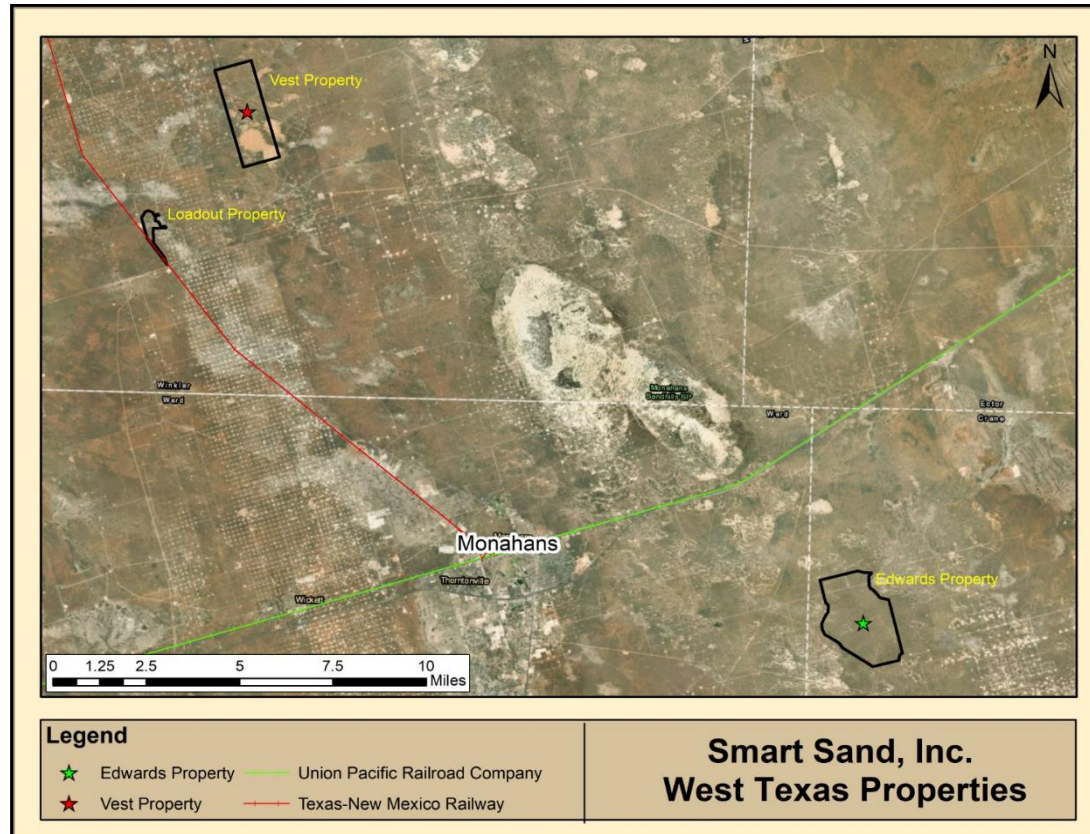 N
Vest Property
Loadout Property
Winkler
Ward
Monahans
Sandhills SP
Ward
Ector
Crane
Monahans
Thorntonville
Wickett
Edwards Property
0 1.25 2.5 5 7.5 10
Miles
Legend
Edwards Property
Union Pacific Railroad Company
Vest Property
Texas-New Mexico Railway
Smart Sand, Inc.
West Texas Properties